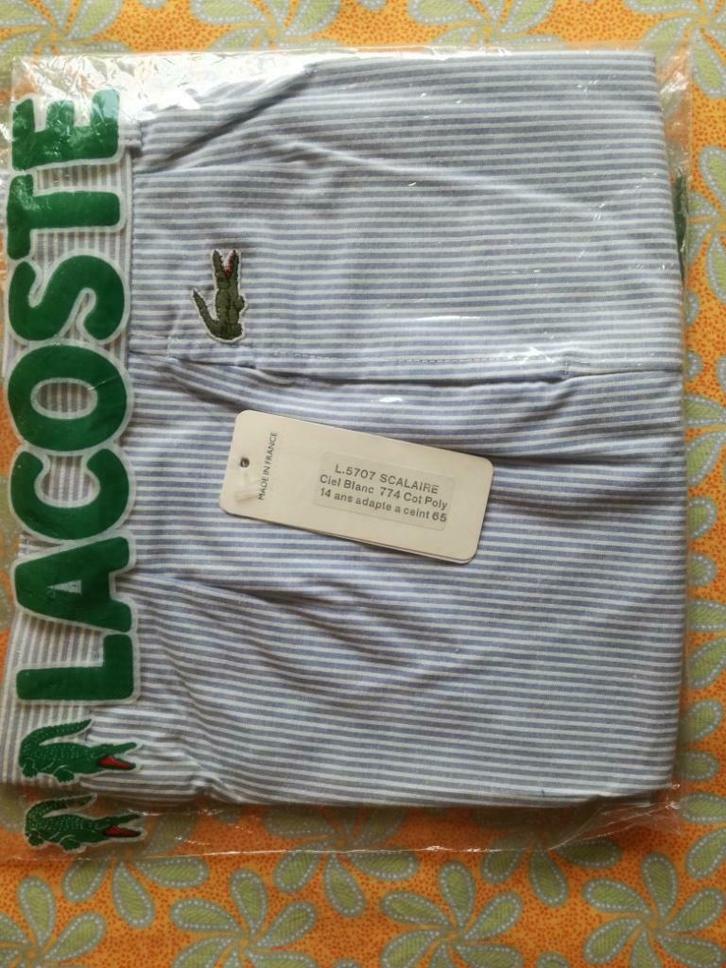 LACOSTE
MADE IN FRANCE
L.5707 SCALAIRE
Ciel Blanc 774 Cot Poly
14 ans adapte a ceint 65